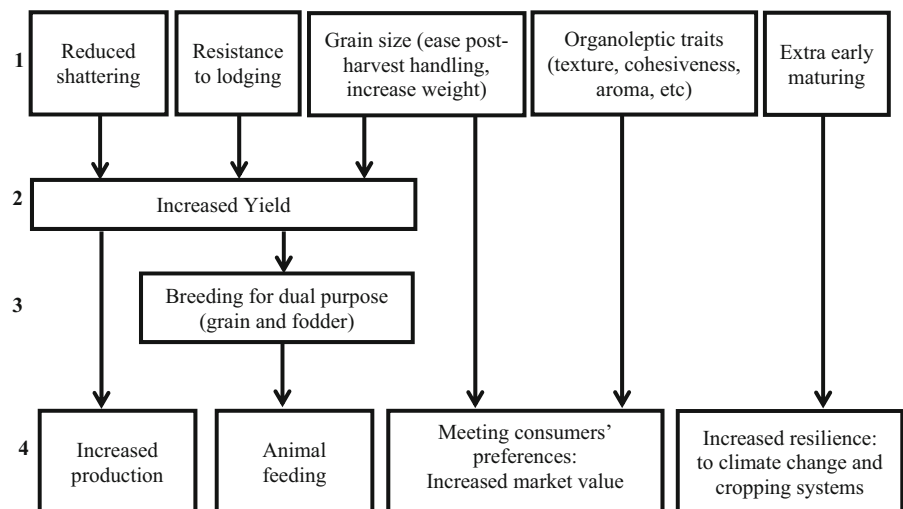 1
Reduced
shattering
Resistance
to lodging
Grain size (ease post-
harvest handling,
increase weight)
Organoleptic traits
(texture, cohesiveness,
aroma, etc)
Extra early
maturing
2
Increased Yield
3
Breeding for dual purpose
(grain and fodder)
4
Increased
production
Animal
feeding
Meeting consumers’
preferences:
Increased market value
Increased resilience:
to climate change and
cropping systems